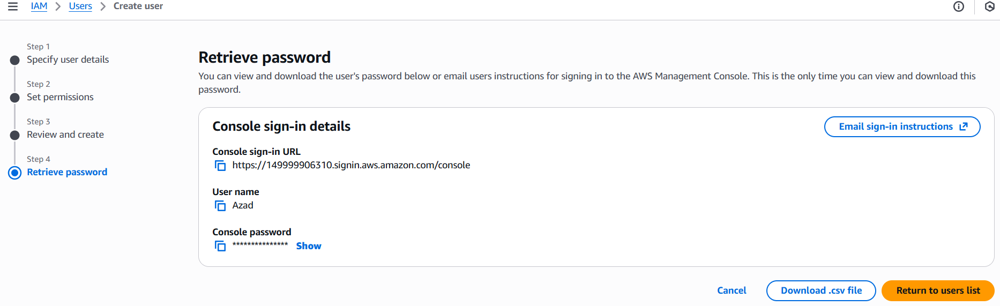 IAM > Users > Create user
Step 1
Specify user details
Step 2
Set permissions
Step 3
Review and create
Step 4
Retrieve password
Retrieve password
You can view and download the user's password below or email users instructions for signing in to the AWS Management Console. This is the only time you can view and download this
password.
Console sign-in details
Email sign-in instructions
Console sign-in URL
https://149999906310.signin.aws.amazon.com/console
User name
Azad
Console password
*************** Show
Cancel
Download .csv file
Return to users list